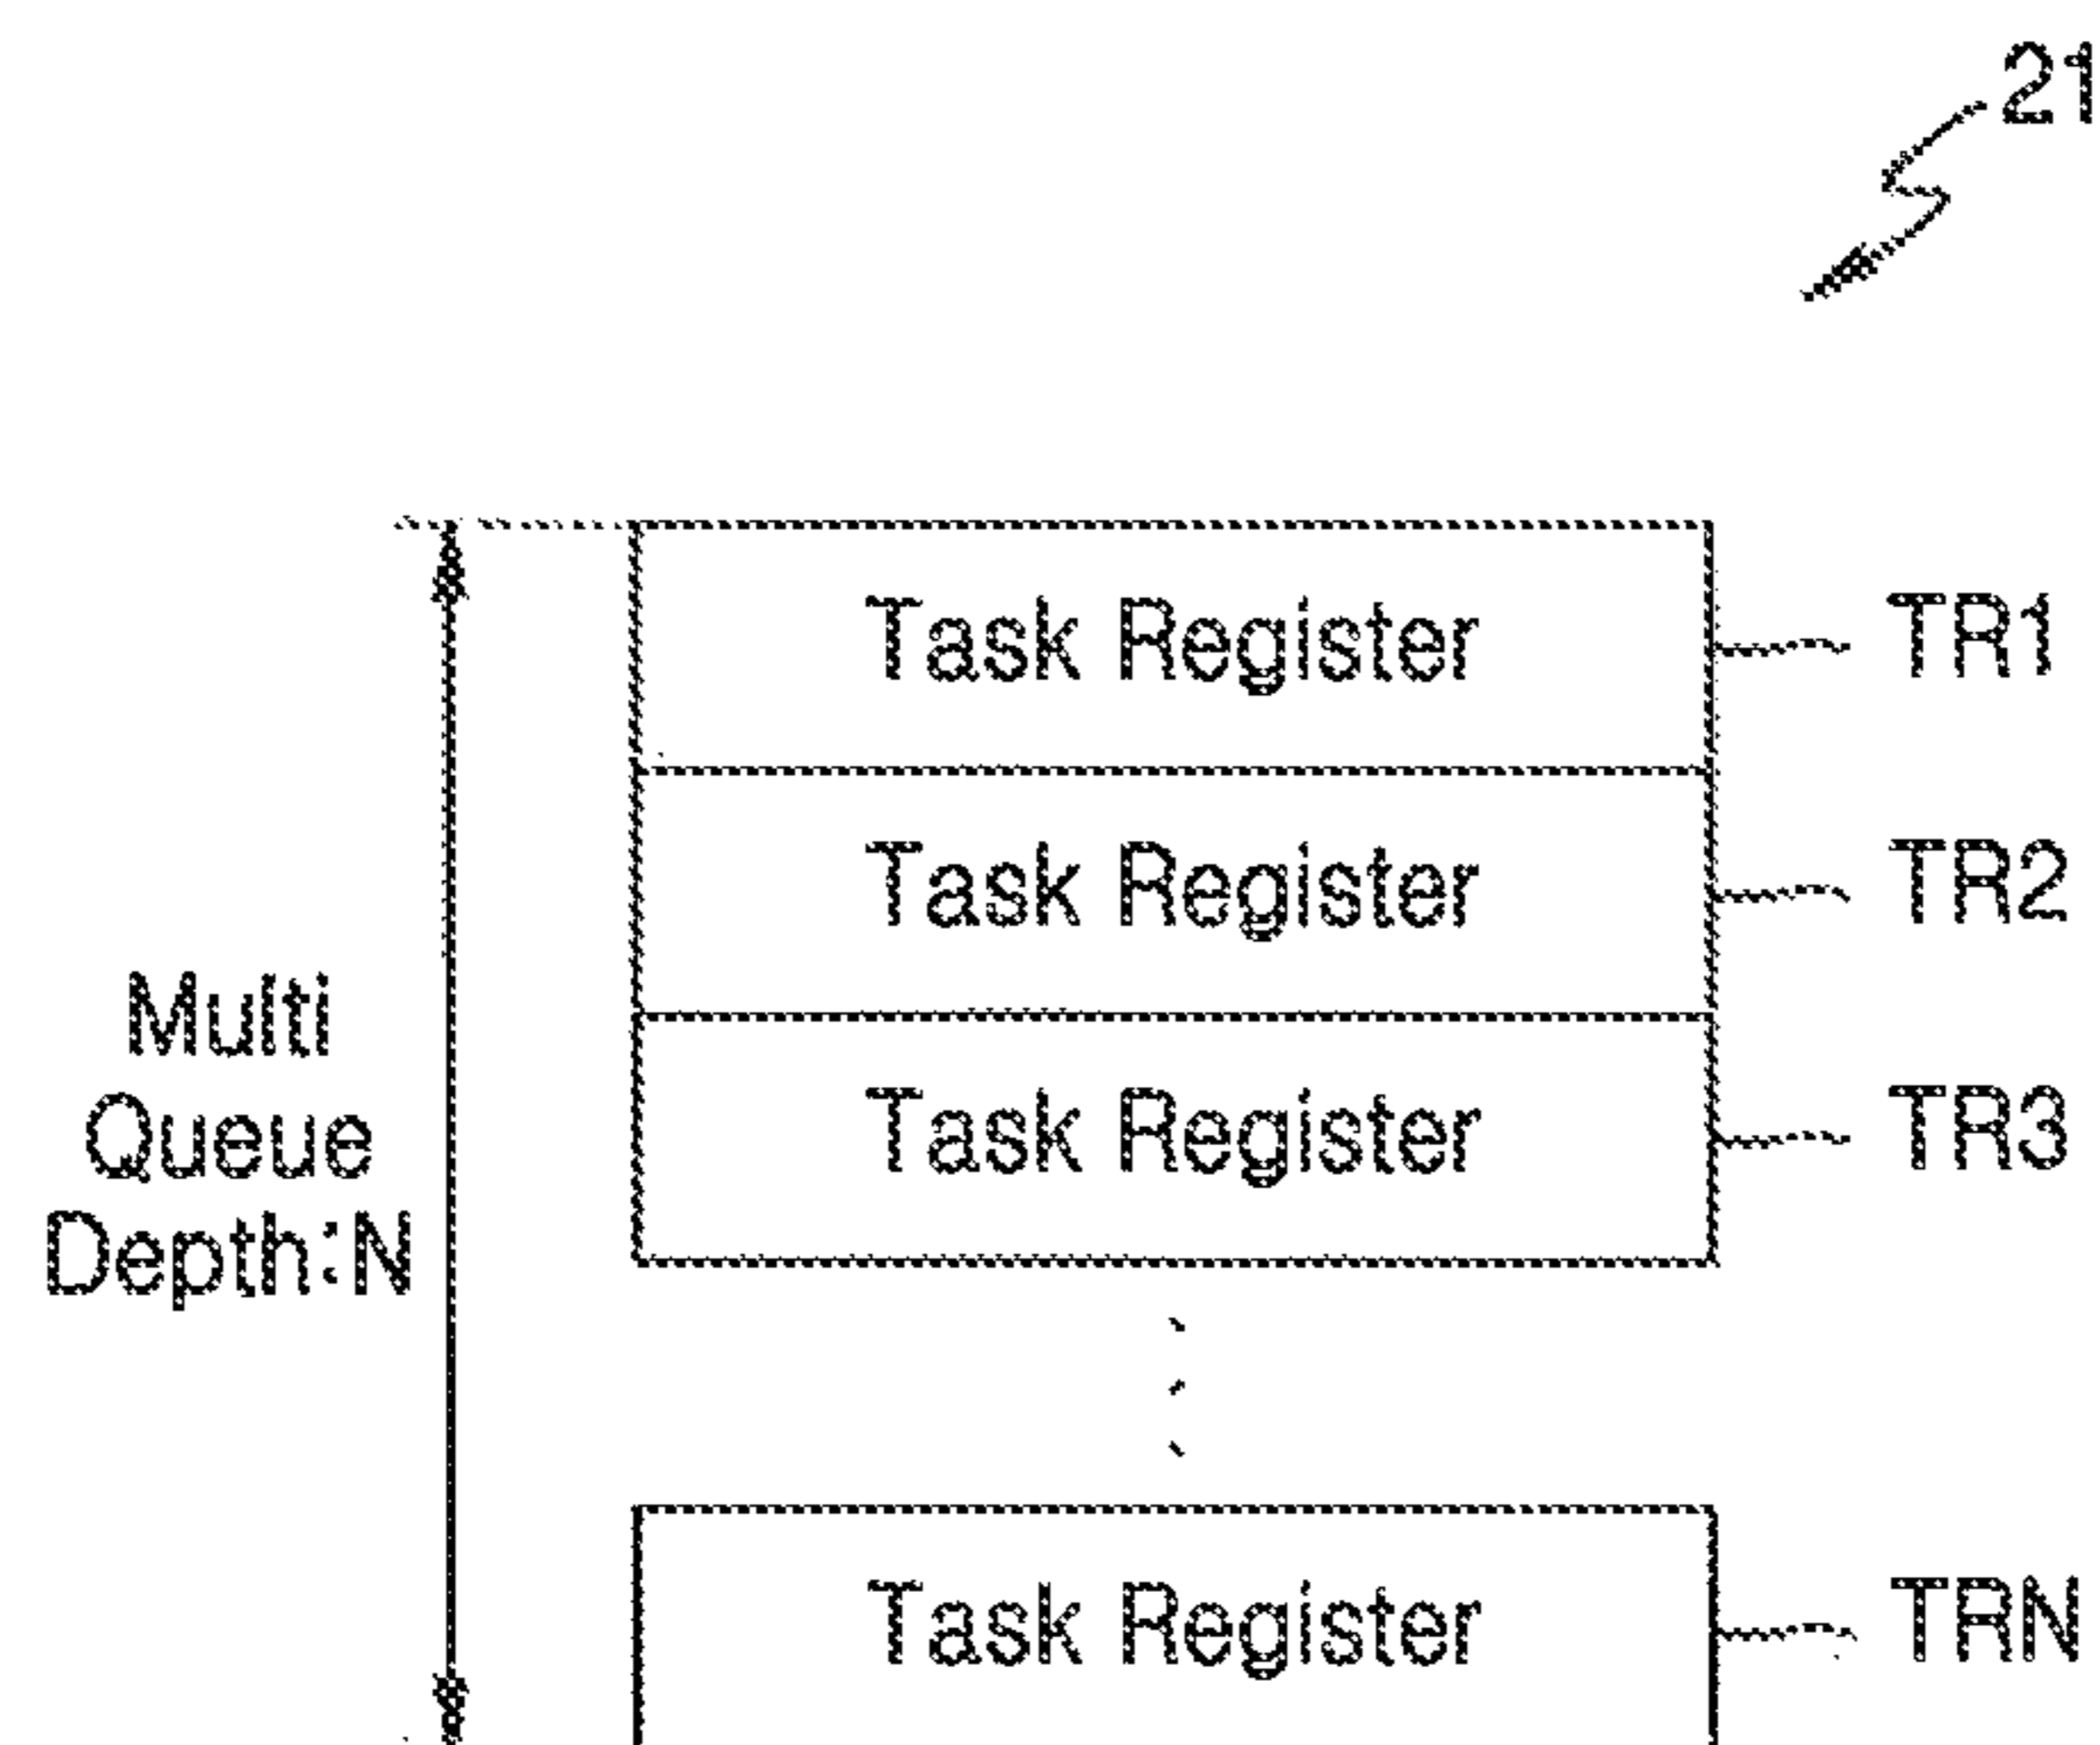 21
Task Register TR1
Task Register TR2
Task Register TR3
Multi
Queue
Depth:N
Task Register TRN